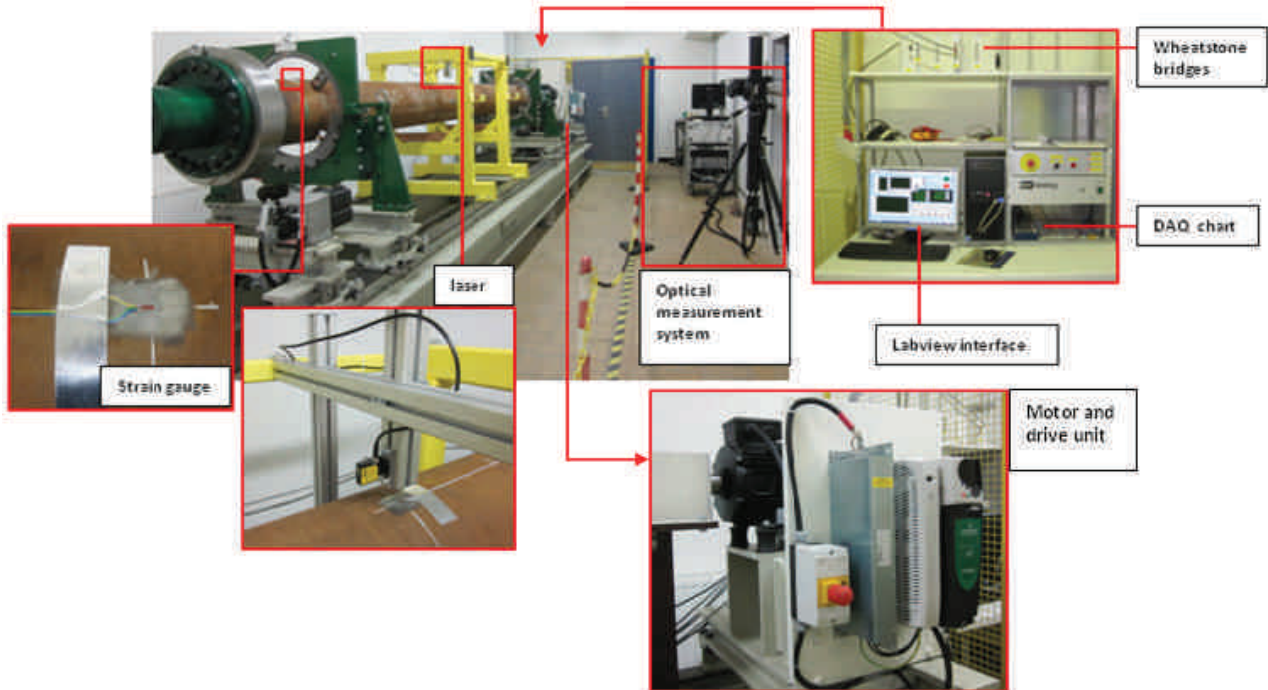 Wheatstone
bridges
DAQ chart
laser
Optical
measurement
system
Labview interface
Strain gauge
Motor and
drive unit